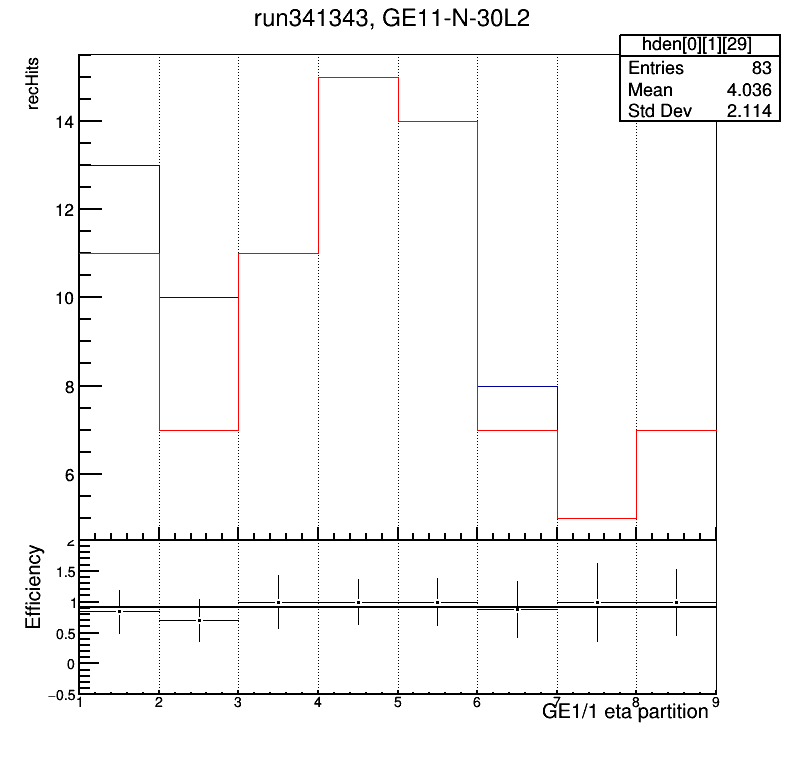 run341343, GE11-N-30L2
hden[0][1][29]
Entries 83
Mean 4.036
Std Dev 2.114
recHits
14
12
10
8
6
Efficiency
2
1.5
1
0.5
0
−0.5
1 2 3 4 5 6 7 8 9
GE1/1 eta partition